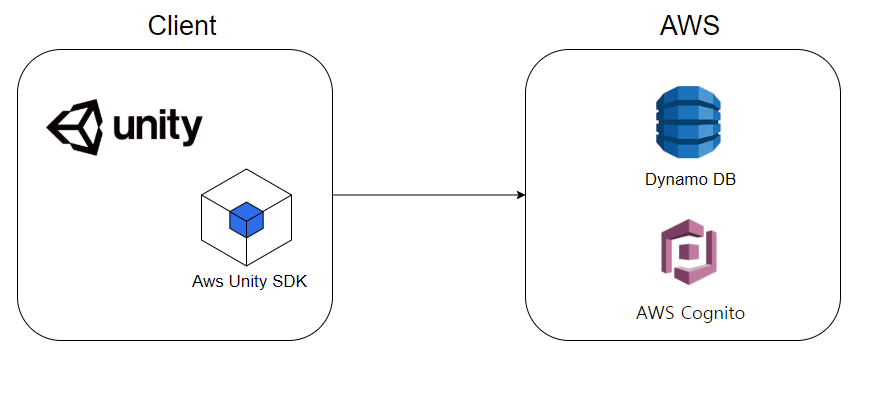 Client
AWS
unity
Dynamo DB
Aws Unity SDK
AWS Cognito